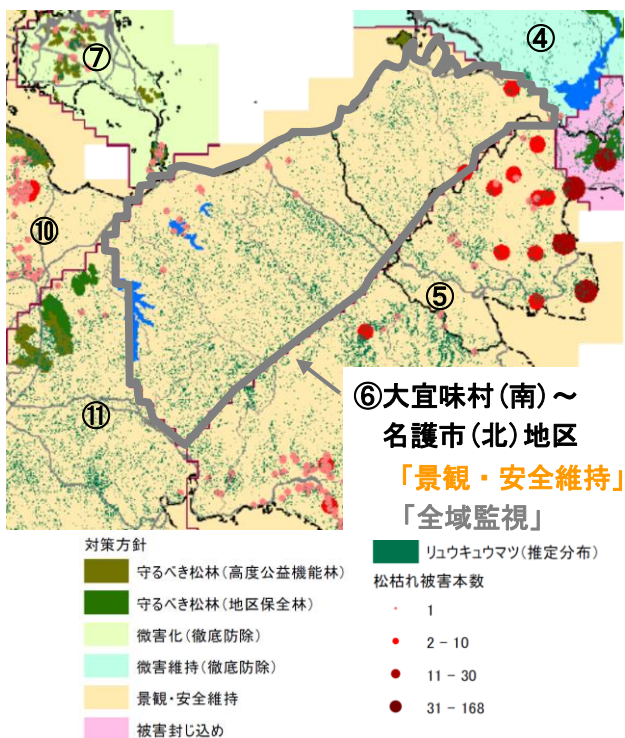 ⑦
④
⑩
⑤
⑪
⑥大宜味村(南)～
名護市(北)地区
「景観・安全維持」
「全域監視」
対策方針
守るべき松林(高度公益機能林)
守るべき松林(地区保全林)
微害化(徹底防除)
微害維持(徹底防除)
景観・安全維持
被害封じ込め
リュウキュウマツ(推定分布)
松枯れ被害本数
1
2 - 10
11 - 30
31 - 168